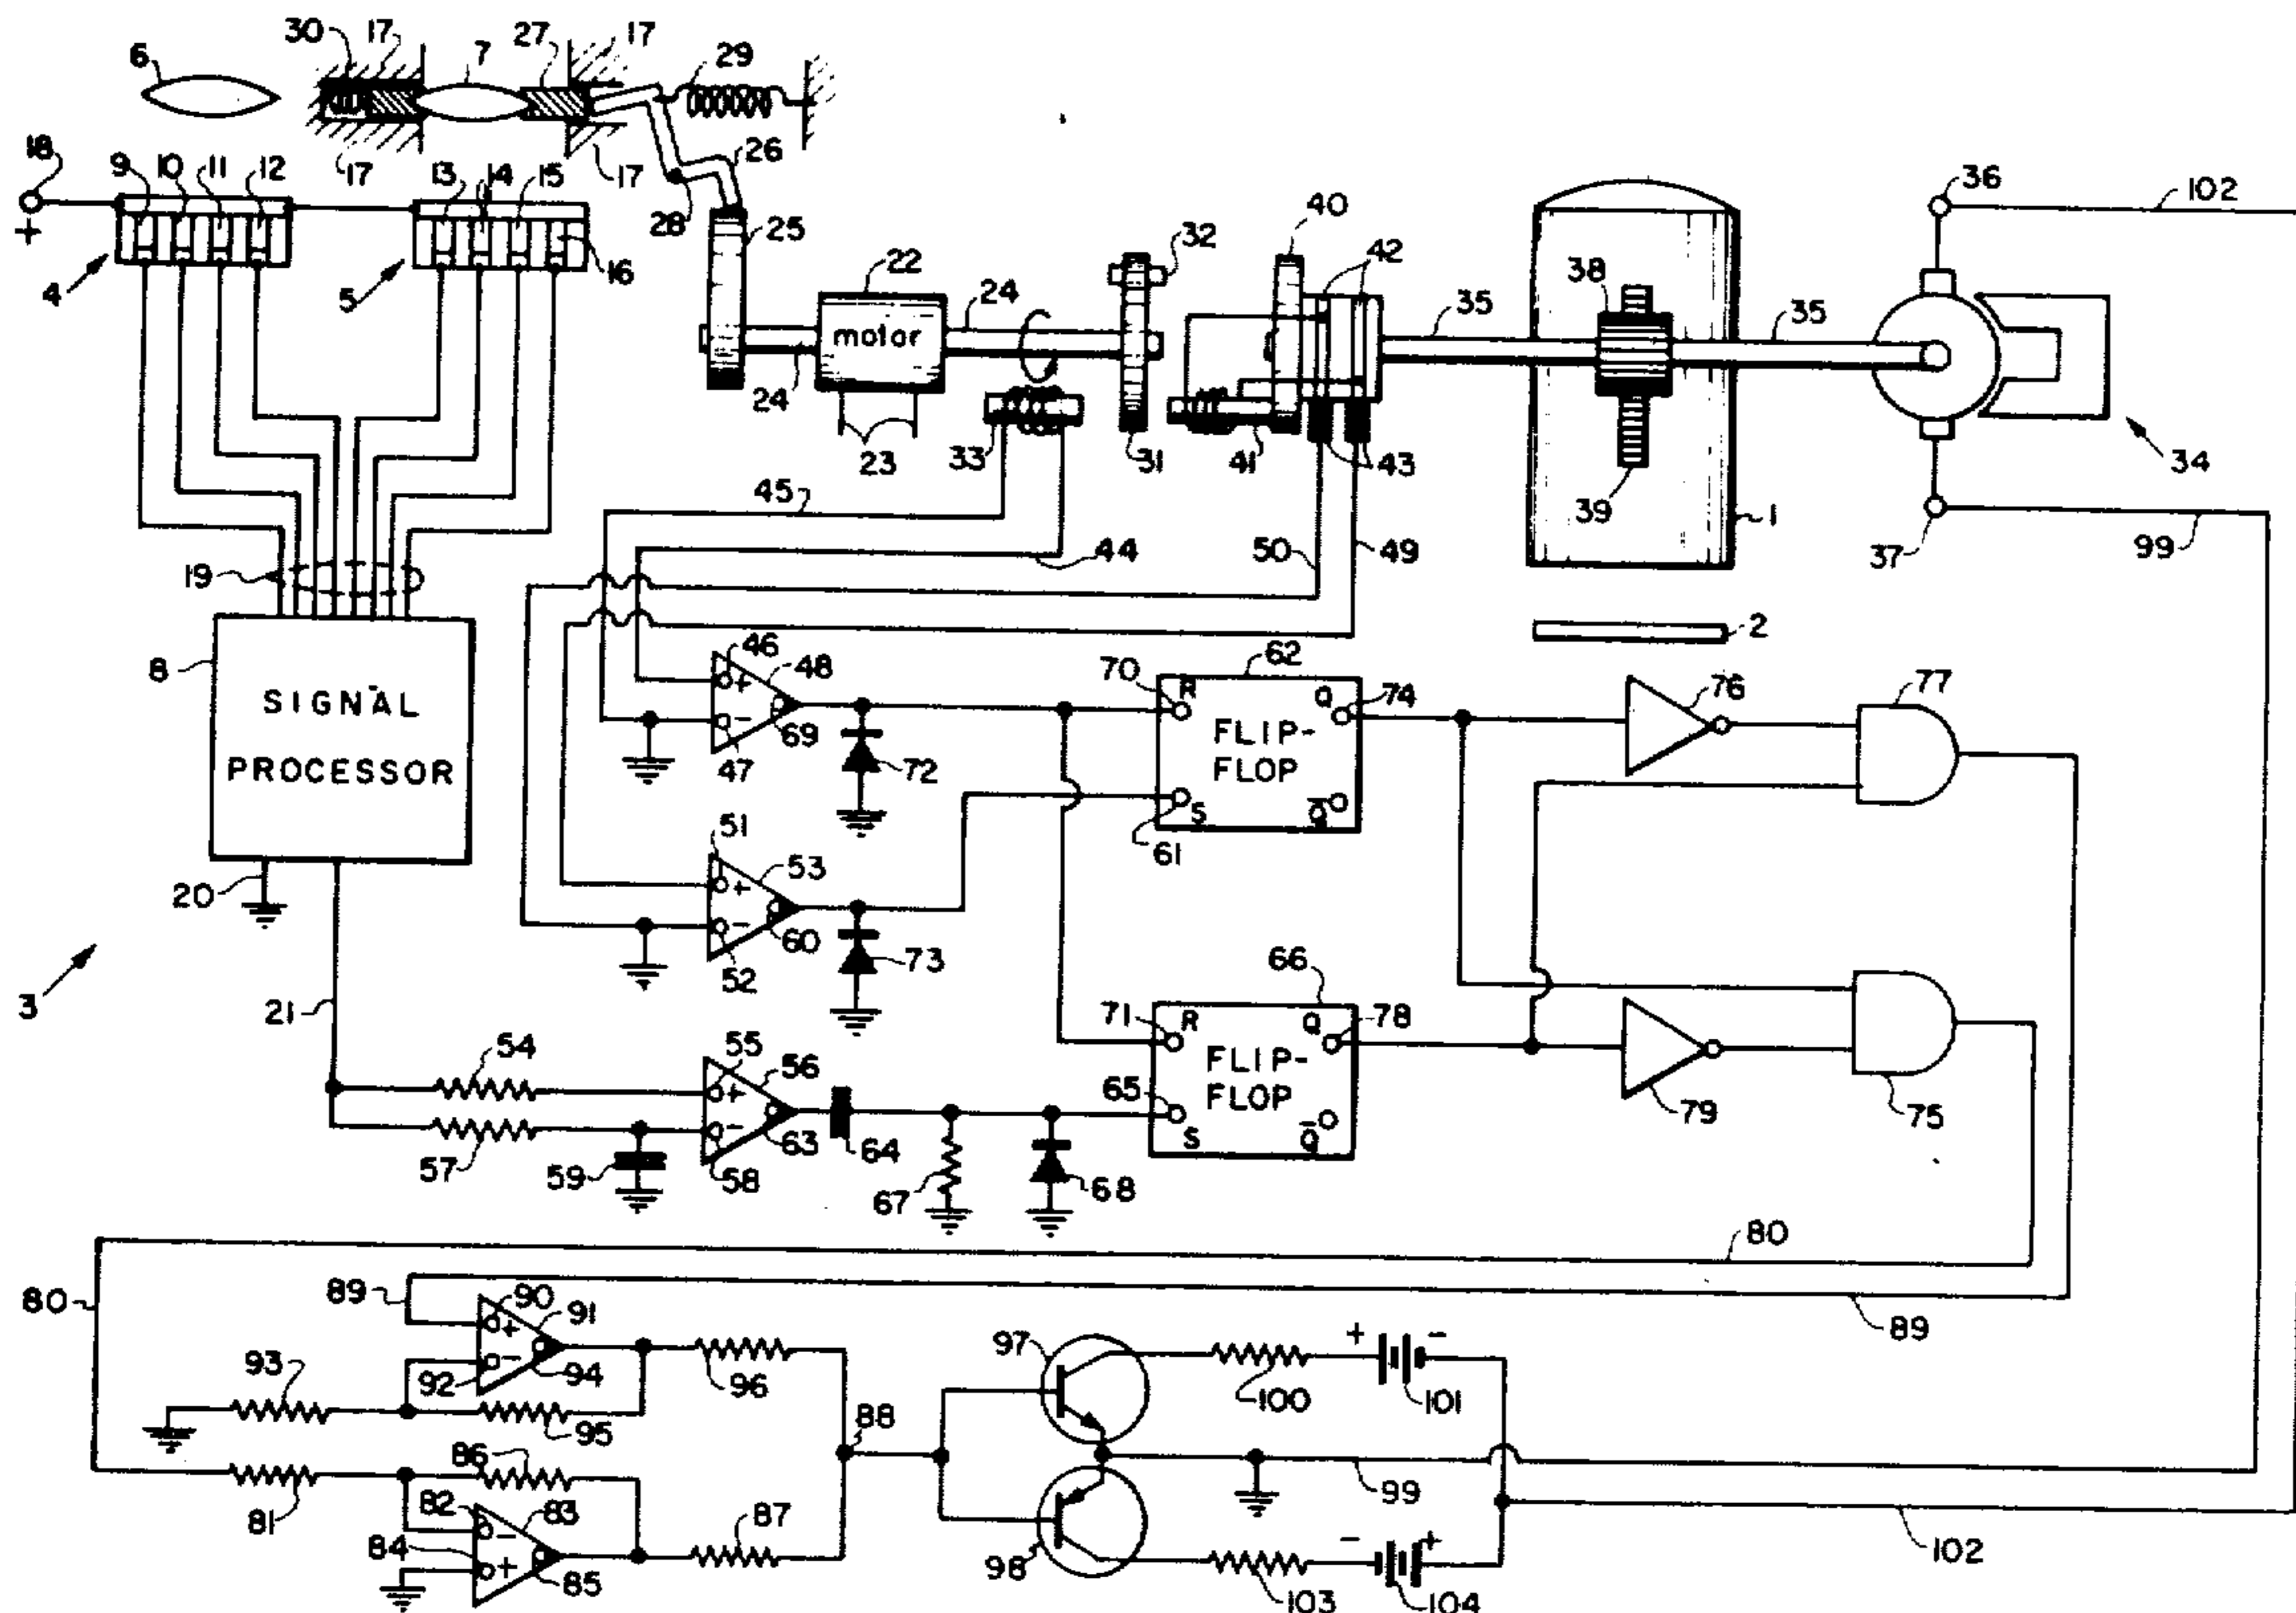 30 17 7 27 17 29
6
18 9 10 11 12 17 13 14 15 17 26
+ 28 25 16
4 5
22 motor 24 24 23 33
32 31 40 42 41 43
35 38 35 39 1
36 102 34 37 99
45 44 50 49
19
8 SIGNAL
PROCESSOR
20
21
3
2
46 + 48 - 69 47 72
70 R 62 Q 74
FLIP-
FLOP
S Q̄ 61
76 77
51 + 53 - 60 52 73
66
71 R Q 78
FLIP-
FLOP
65 S Q̄
79 75
54 55 + 56
57 59 - 58 63 64 67 68
80
80 89 90 + 91
89
93 92 - 94 95 96
88
81 86 82 - 83 84 + 85 87
97 100 + - 101
99
98 103 - + 104
102